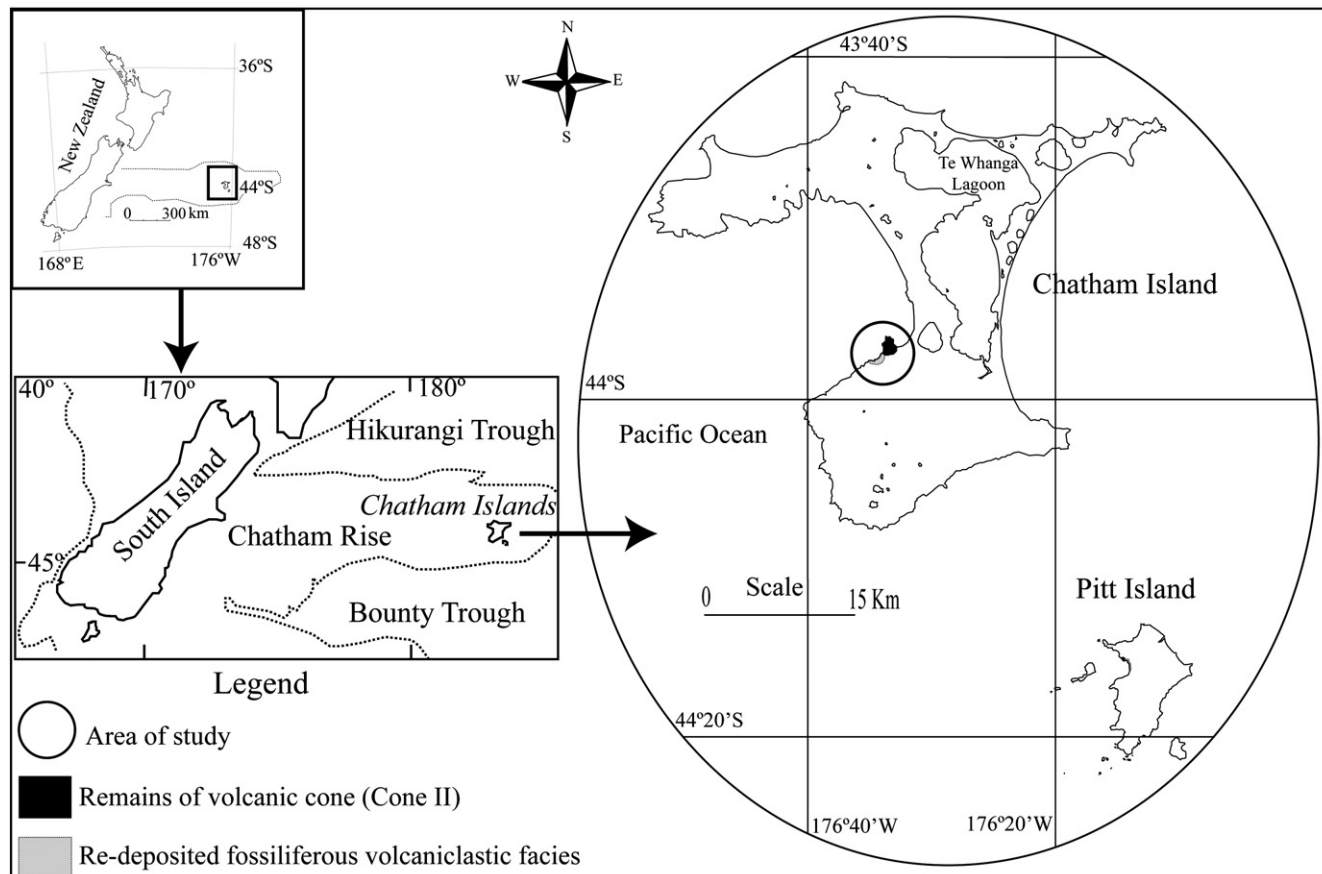 New Zealand
36ºS
44ºS
0 300 km
48ºS
168ºE
176ºW
N
W
E
S
40º
170º
180º
Hikurangi Trough
South Island
Chatham Islands
Chatham Rise
45º
Bounty Trough
43º40’S
Te Whanga
Lagoon
Chatham Island
44ºS
Pacific Ocean
Scale
0
15 Km
Pitt Island
44º20’S
176º40’W
176º20’W
Legend
Area of study
Remains of volcanic cone (Cone II)
Re-deposited fossiliferous volcaniclastic facies